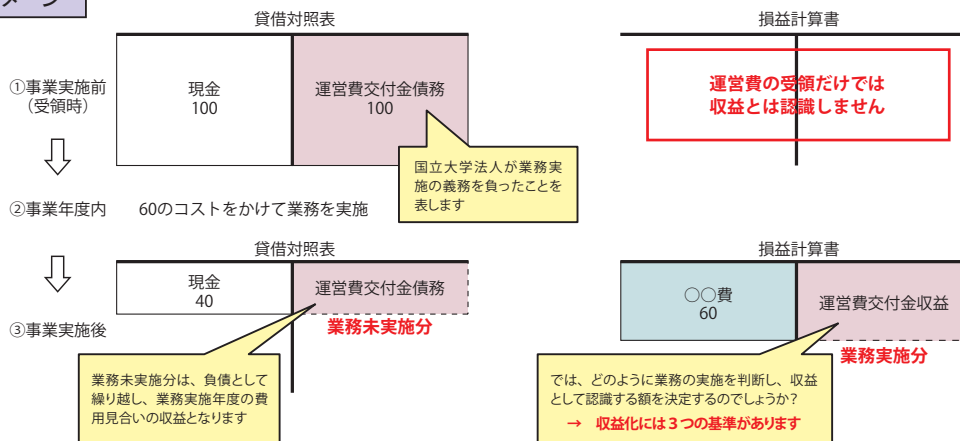 貸借対照表
損益計算書
①事業実施前
（受領時）
現金
100
運営費交付金債務
100
運営費の受領だけでは
収益とは認識しません
国立大学法人が業務実
施の義務を負ったことを
表します
②事業年度内
60のコストをかけて業務を実施
貸借対照表
損益計算書
現金
40
運営費交付金債務
○○費
60
運営費交付金収益
③事業実施後
業務未実施分
業務実施分
業務未実施分は、負債として
繰り越し、業務実施年度の費
用見合いの収益となります
では、どのように業務の実施を判断し、収益
として認識する額を決定するのでしょうか？
→ 収益化には３つの基準があります